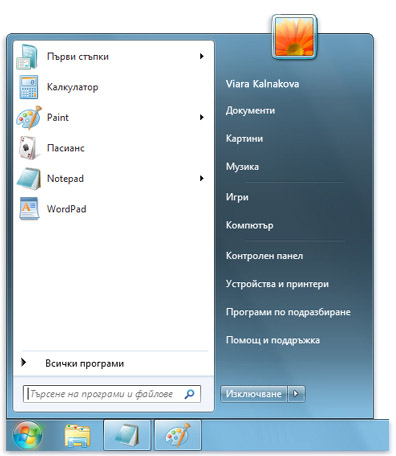 Първи стъпки
Калкулатор
Paint
Пасианс
Notepad
WordPad
Всички програми
Търсене на програми и файлове
Viara Kalnakova
Документи
Картини
Музика
Игри
Компютър
Контролен панел
Устройства и принтери
Програми по подразбиране
Помощ и поддръжка
Изключване